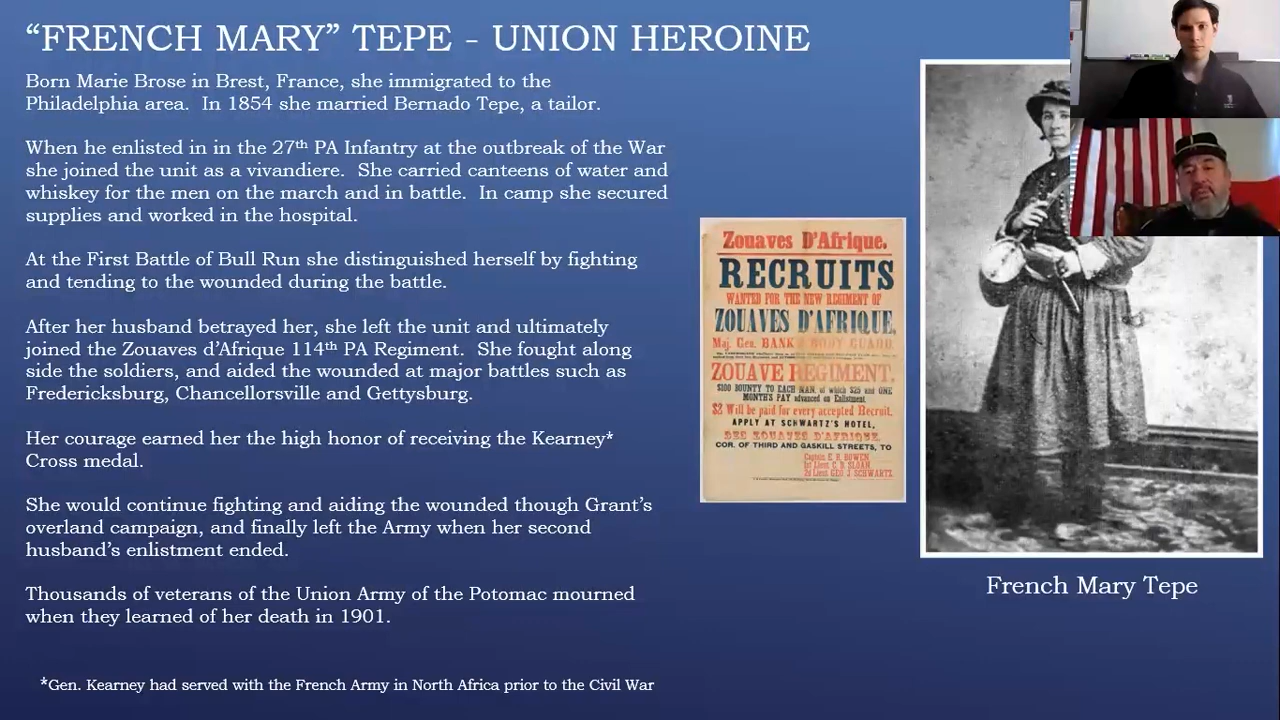 “FRENCH MARY” TEPE - UNION HEROINE
Born Marie Brose in Brest, France, she immigrated to the
Philadelphia area. In 1854 she married Bernado Tepe, a tailor.
When he enlisted in in the 27th PA Infantry at the outbreak of the War
she joined the unit as a vivandiere. She carried canteens of water and
whiskey for the men on the march and in battle. In camp she secured
supplies and worked in the hospital.
At the First Battle of Bull Run she distinguished herself by fighting
and tending to the wounded during the battle.
After her husband betrayed her, she left the unit and ultimately
joined the Zouaves d’Afrique 114th PA Regiment. She fought along
side the soldiers, and aided the wounded at major battles such as
Fredericksburg, Chancellorsville and Gettysburg.
Her courage earned her the high honor of receiving the Kearney*
Cross medal.
She would continue fighting and aiding the wounded though Grant’s
overland campaign, and finally left the Army when her second
husband’s enlistment ended.
Thousands of veterans of the Union Army of the Potomac mourned
when they learned of her death in 1901.
*Gen. Kearney had served with the French Army in North Africa prior to the Civil War
Zouaves D'Afrique.
RECRUITS
WANTED FOR THE NEW REGIMENT OF
ZOUAVES D'AFRIQUE,
Maj. Gen. BANK'S BODY GUARD.
ZOUAVE REGIMENT.
$100 BOUNTY TO EACH MAN, of which $25 and ONE
MONTH'S PAY advanced on Enlistment
$2 Will be paid for every accepted Recruit.
APPLY AT SCHWARTZ'S HOTEL,
DES ZOUAVES D'AFRIQUE,
COR. OF THIRD AND GASKILL STREETS, TO
Captain E. R. BOWEN
1st Lieut. C. B. SLOAN
2d Lieut. GEO. J. SCHWARTZ.
French Mary Tepe